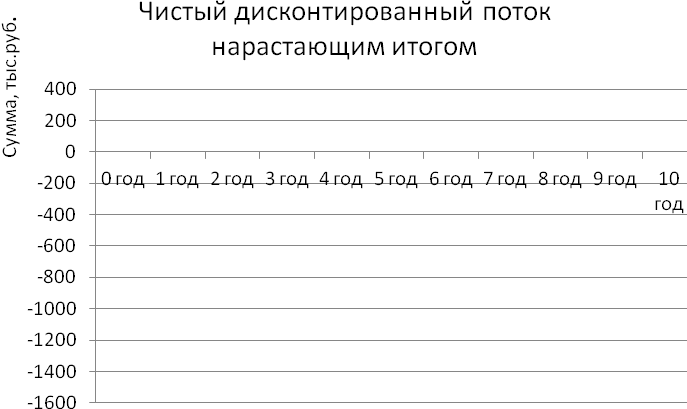 Чистый дисконтированный поток
нарастающим итогом
Сумма, тыс.руб.
400
200
0
-200
-400
-600
-800
-1000
-1200
-1400
-1600
0 год 1 год 2 год 3 год 4 год 5 год 6 год 7 год 8 год 9 год 10
год